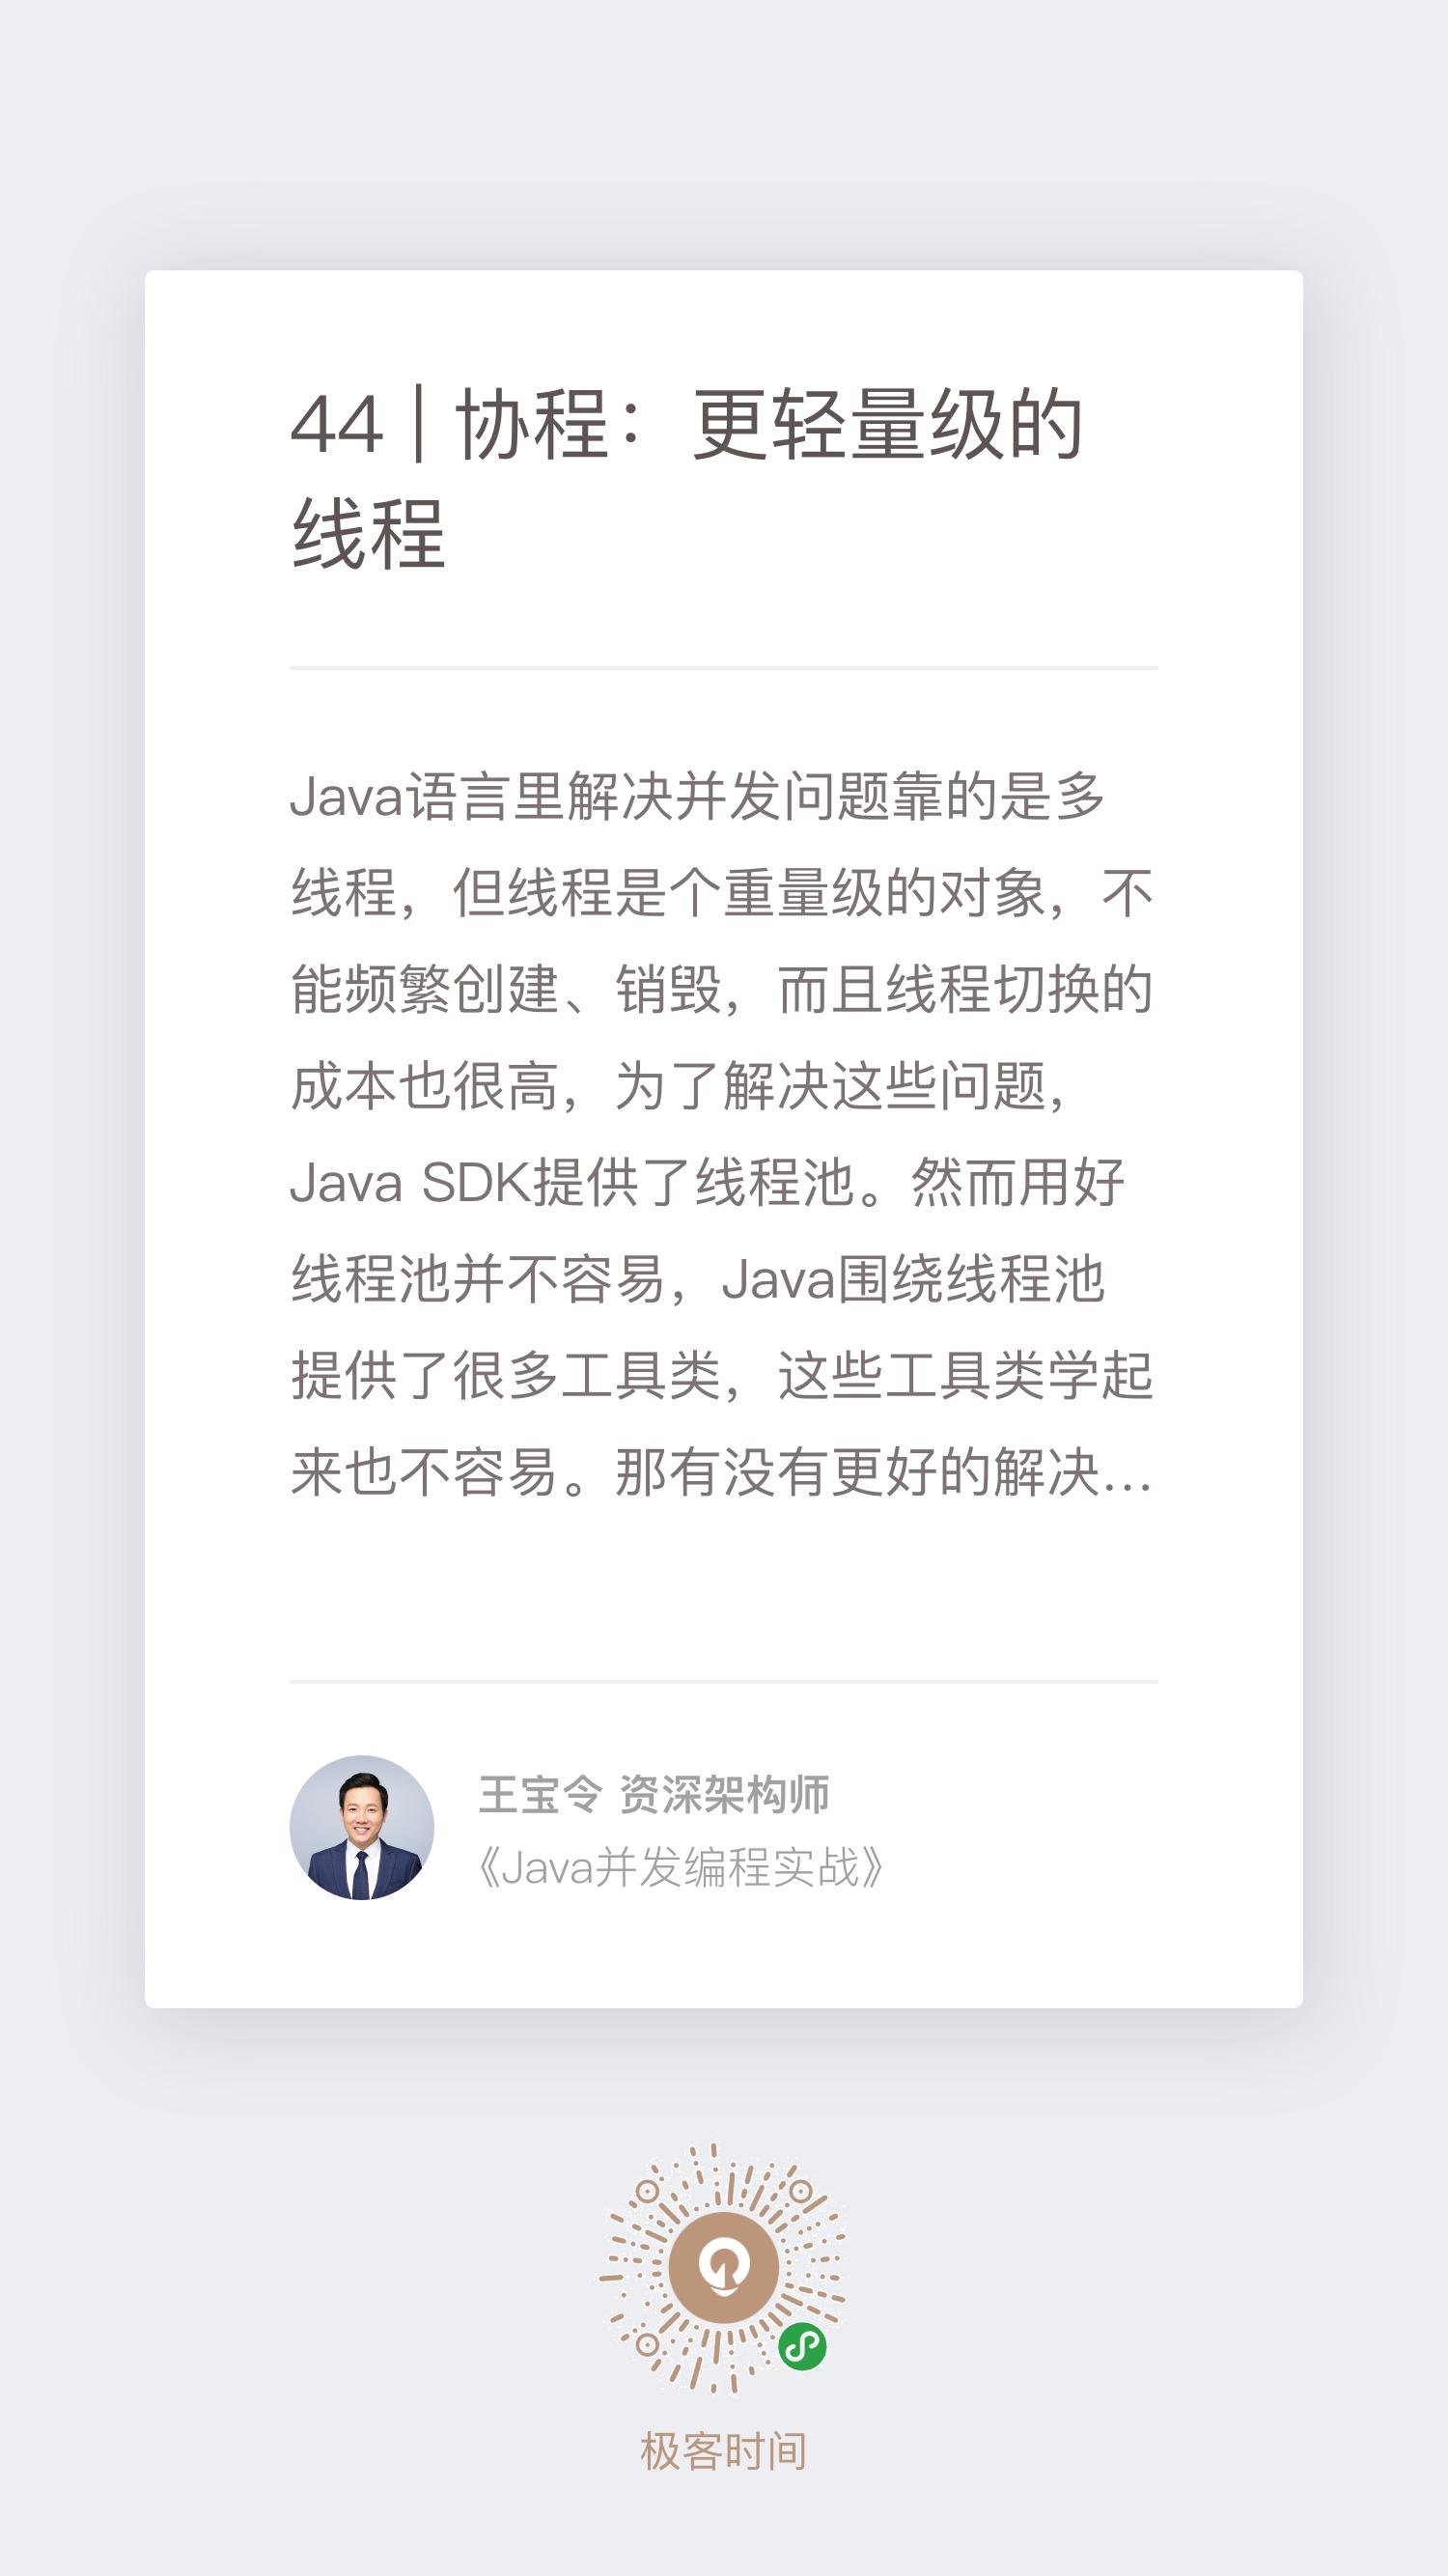 44 | 协程：更轻量级的
线程
Java语言里解决并发问题靠的是多
线程，但线程是个重量级的对象，不
能频繁创建、销毁，而且线程切换的
成本也很高，为了解决这些问题，
Java SDK提供了线程池。然而用好
线程池并不容易，Java围绕线程池
提供了很多工具类，这些工具类学起
来也不容易。那有没有更好的解决…
王宝令 资深架构师
《Java并发编程实战》
极客时间